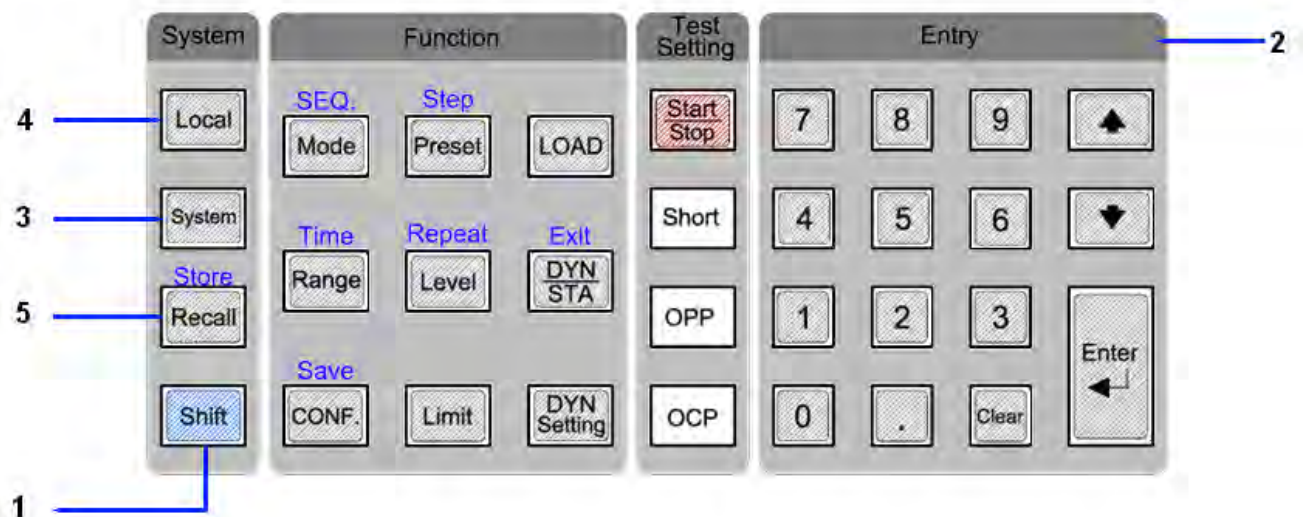 System
Function
Test
Setting
Entry
2
4
Local
SEQ.
Mode
Step
Preset
LOAD
Start
Stop
7
8
9
3
System
Time
Range
Repeat
Level
Exit
DYN
STA
Short
4
5
6
5
Store
Recall
OPP
1
2
3
Enter
Shift
Save
CONF.
Limit
DYN
Setting
OCP
0
.
Clear
1